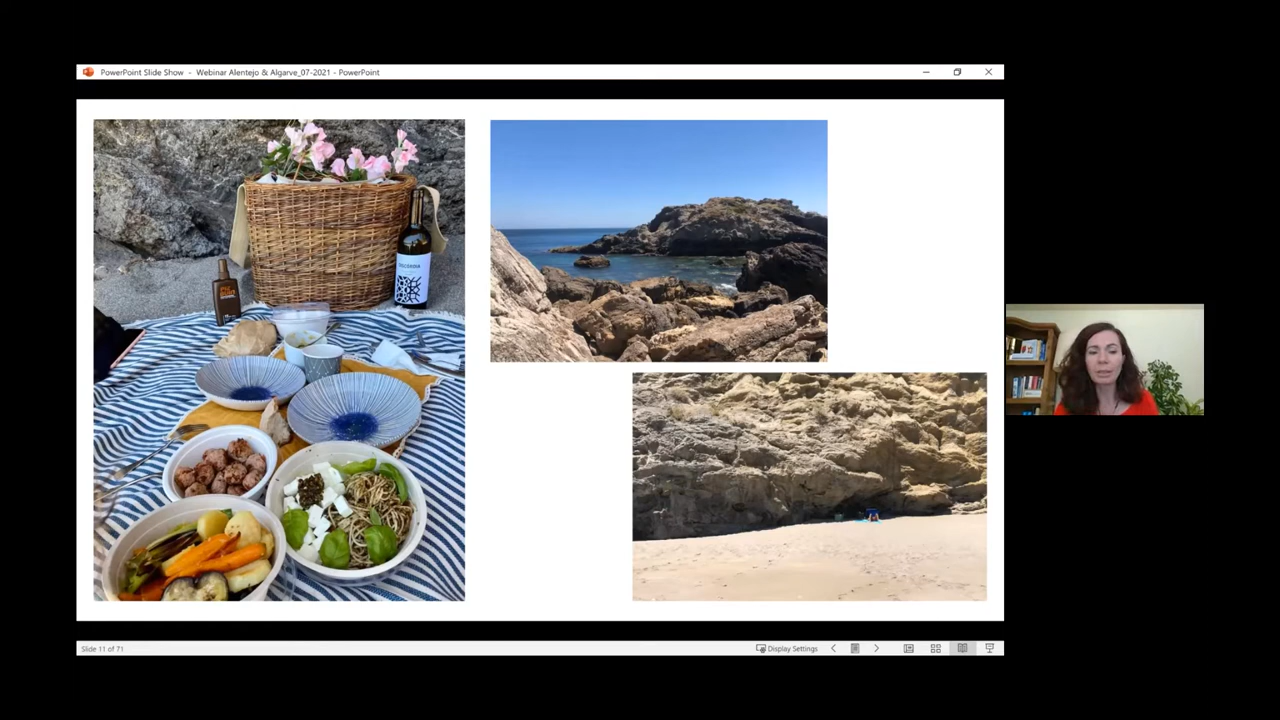 PowerPoint Slide Show - Webinar Alentejo & Algarve_07-2021 - PowerPoint
Slide 11 of 71
Display Settings